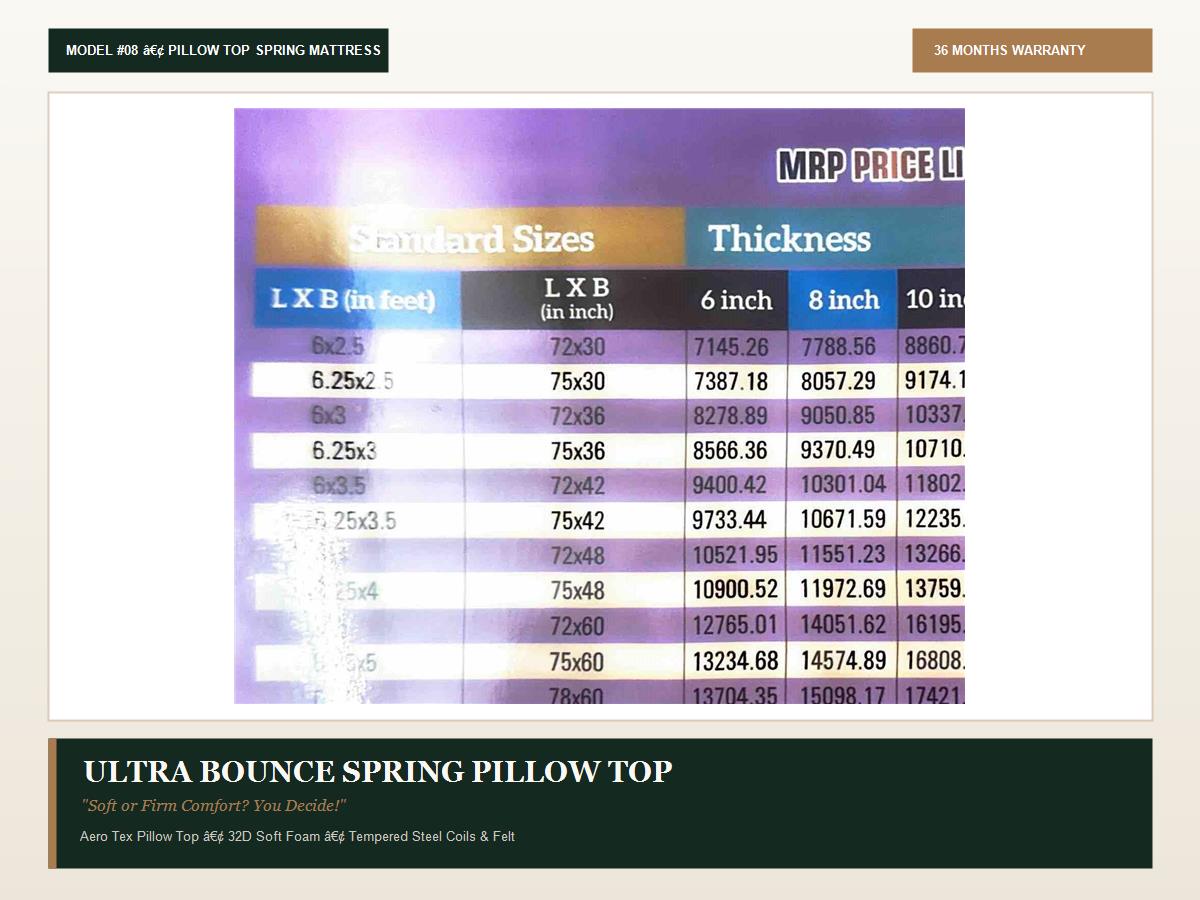 MODEL #08 â€¢ PILLOW TOP SPRING MATTRESS
36 MONTHS WARRANTY
MRP PRICE LI
Standard Sizes Thickness
L X B (in feet) L X B (in inch) 6 inch 8 inch 10 in
6x2.5 72x30 7145.26 7788.56 8860.7
6.25x2.5 75x30 7387.18 8057.29 9174.1
6x3 72x36 8278.89 9050.85 10337.
6.25x3 75x36 8566.36 9370.49 10710.
6x3.5 72x42 9400.42 10301.04 11802.
25x3.5 75x42 9733.44 10671.59 12235.
72x48 10521.95 11551.23 13266.
25x4 75x48 10900.52 11972.69 13759.
72x60 12765.01 14051.62 16195.
75x60 13234.68 14574.89 16808.
78x60 13704.35 15098.17 17421.
ULTRA BOUNCE SPRING PILLOW TOP
"Soft or Firm Comfort? You Decide!"
Aero Tex Pillow Top â€¢ 32D Soft Foam â€¢ Tempered Steel Coils & Felt